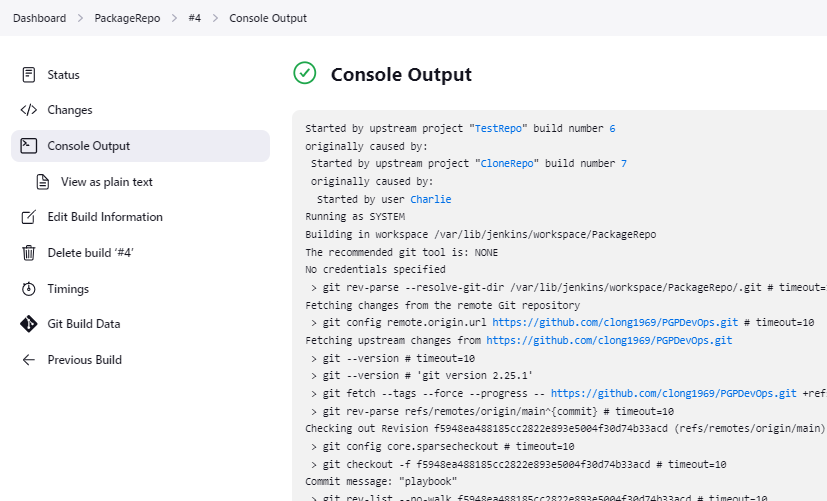 Dashboard > PackageRepo > #4 > Console Output
Status
Changes
Console Output
View as plain text
Edit Build Information
Delete build ‘#4’
Timings
Git Build Data
Previous Build
Console Output
Started by upstream project "TestRepo" build number 6
originally caused by:
Started by upstream project "CloneRepo" build number 7
originally caused by:
Started by user Charlie
Running as SYSTEM
Building in workspace /var/lib/jenkins/workspace/PackageRepo
The recommended git tool is: NONE
No credentials specified
> git rev-parse --resolve-git-dir /var/lib/jenkins/workspace/PackageRepo/.git # timeout=
Fetching changes from the remote Git repository
> git config remote.origin.url https://github.com/clong1969/PGPDevOps.git # timeout=10
Fetching upstream changes from https://github.com/clong1969/PGPDevOps.git
> git --version # timeout=10
> git --version # 'git version 2.25.1'
> git fetch --tags --force --progress -- https://github.com/clong1969/PGPDevOps.git +ref
> git rev-parse refs/remotes/origin/main^{commit} # timeout=10
Checking out Revision f5948ea488185cc2822e893e5004f30d74b33acd (refs/remotes/origin/main)
> git config core.sparsecheckout # timeout=10
> git checkout -f f5948ea488185cc2822e893e5004f30d74b33acd # timeout=10
Commit message: "playbook"
> git rev-list --no-walk f5948ea488185cc2822e893e5004f30d74b33acd # timeout=10